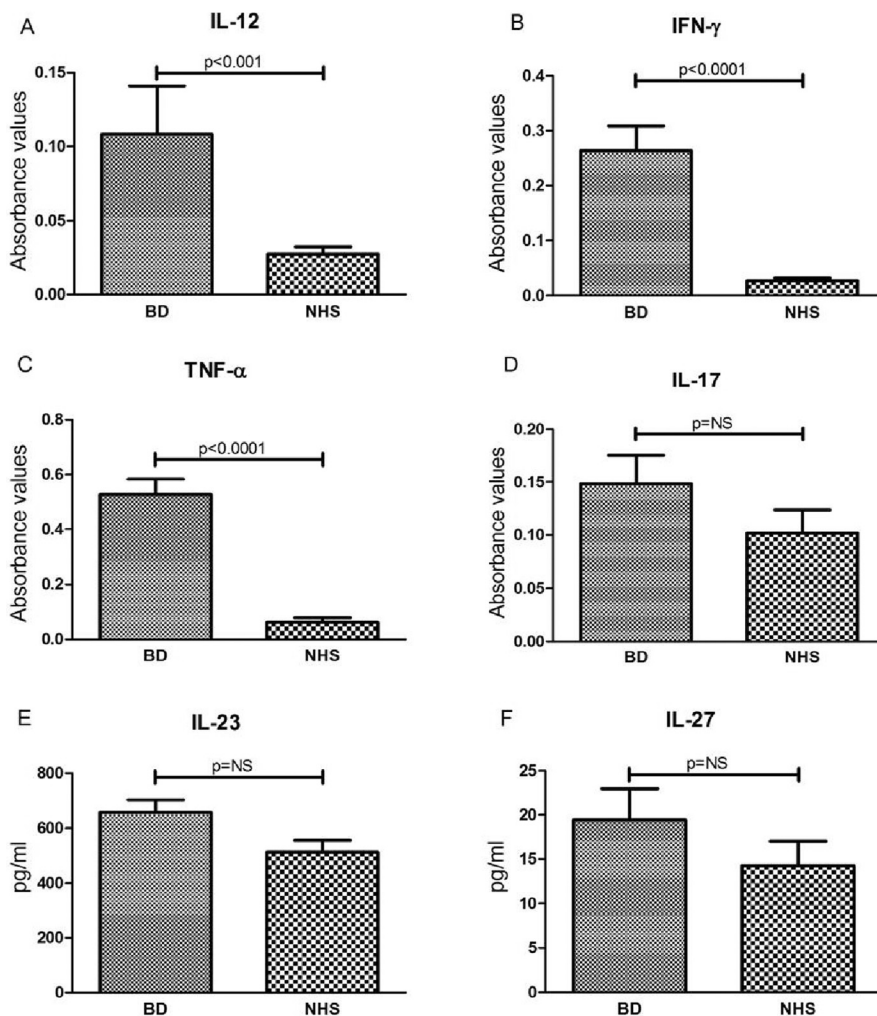 A
IL-12
Absorbance values
0.15
0.10
0.05
0.00
p<0.001
BD
NHS
B
IFN-γ
Absorbance values
0.4
0.3
0.2
0.1
0.0
p<0.0001
BD
NHS
C
TNF-α
Absorbance values
0.8
0.6
0.4
0.2
0.0
p<0.0001
BD
NHS
D
IL-17
Absorbance values
0.20
0.15
0.10
0.05
0.00
p=NS
BD
NHS
E
IL-23
pg/ml
800
600
400
200
0
p=NS
BD
NHS
F
IL-27
pg/ml
25
20
15
10
5
0
p=NS
BD
NHS